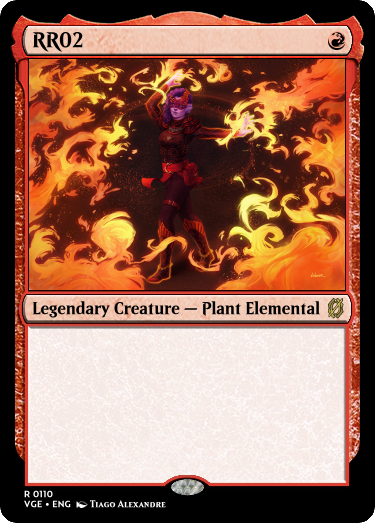 RR02
Legendary Creature — Plant Elemental
R 0110
VGE • ENG Tiago Alexandre